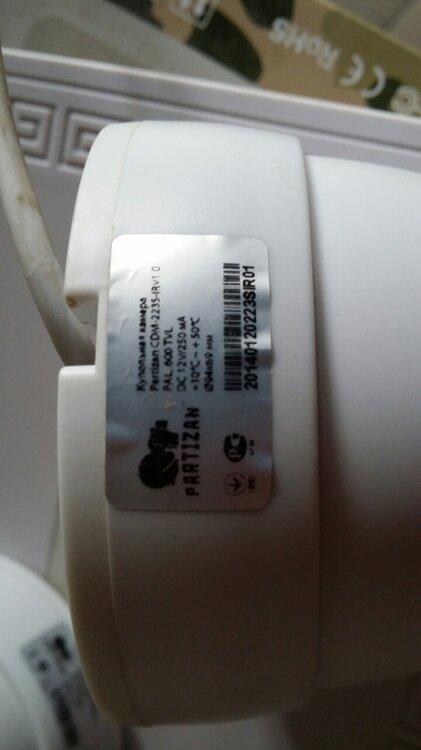 Купольная камера
Partizan CDM-223S-IRv1.0
PAL, 600 TVL
DC 12V/250 мА
+10°C ~ + 50°C
Ø94x69 мм
20140120223SIR01
PARTIZAN
CE RoHS